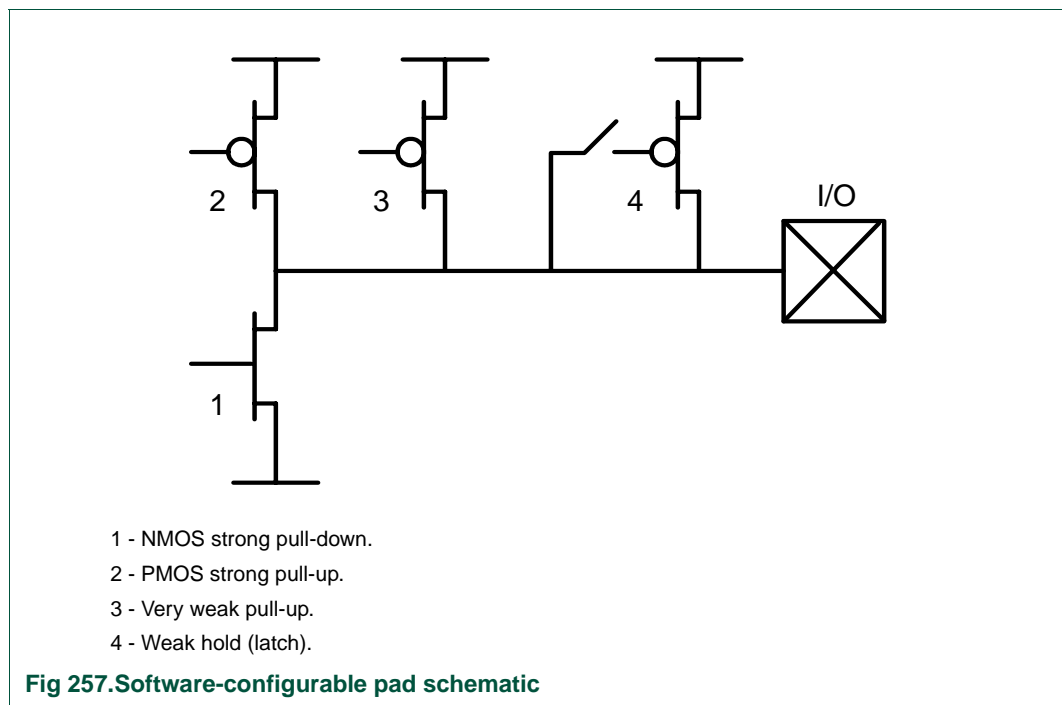 2
3
4
I/O
1
1 - NMOS strong pull-down.
2 - PMOS strong pull-up.
3 - Very weak pull-up.
4 - Weak hold (latch).
Fig 257.Software-configurable pad schematic